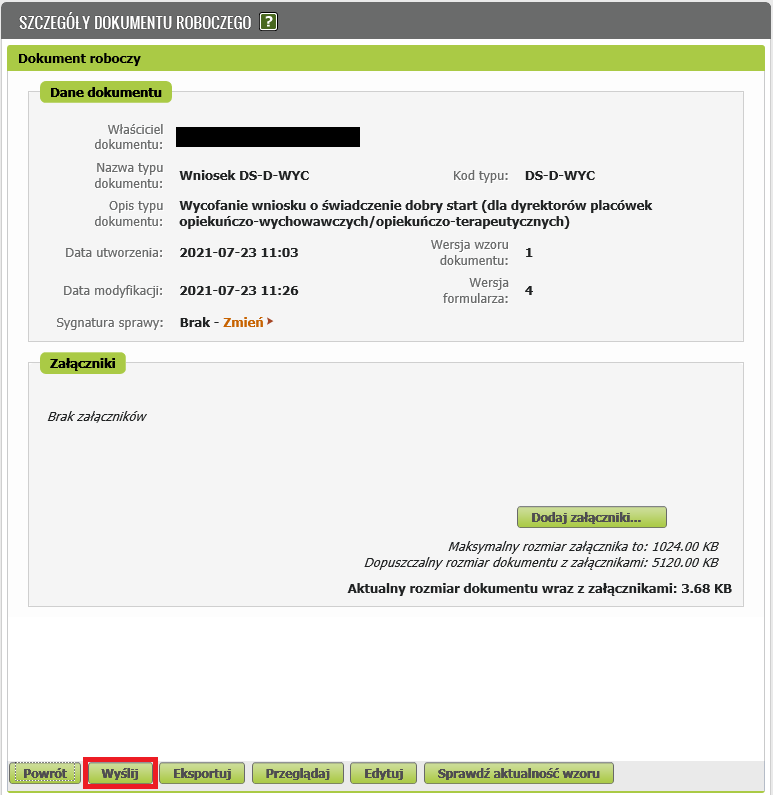 SZCZEGÓŁY DOKUMENTU ROBOCZEGO ?
Dokument roboczy
Dane dokumentu
Właściciel
dokumentu:
Nazwa typu
dokumentu:
Wniosek DS-D-WYC
Kod typu:
DS-D-WYC
Opis typu
dokumentu:
Wycofanie wniosku o świadczenie dobry start (dla dyrektorów placówek
opiekuńczo-wychowawczych/opiekuńczo-terapeutycznych)
Data utworzenia:
2021-07-23 11:03
Wersja wzoru
dokumentu:
1
Data modyfikacji:
2021-07-23 11:26
Wersja
formularza:
4
Sygnatura sprawy:
Brak - Zmień
Załączniki
Brak załączników
Dodaj załączniki...
Maksymalny rozmiar załącznika to: 1024.00 KB
Dopuszczalny rozmiar dokumentu z załącznikami: 5120.00 KB
Aktualny rozmiar dokumentu wraz z załącznikami: 3.68 KB
Powrót
Wyślij
Eksportuj
Przeglądaj
Edytuj
Sprawdź aktualność wzoru